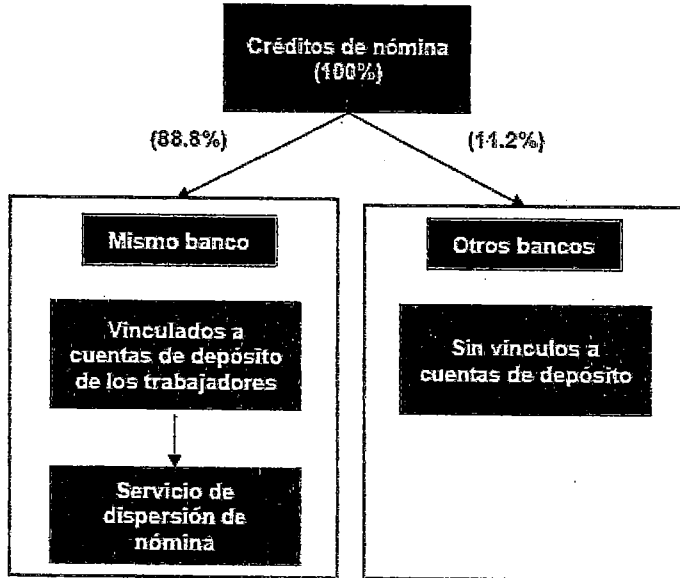 Créditos de nómina
(100%)
(88.8%)
(11.2%)
Mismo banco
Vinculados a
cuentas de depósito
de los trabajadores
Servicio de
dispersión de
nómina
Otros bancos
Sin vínculos a
cuentas de depósito